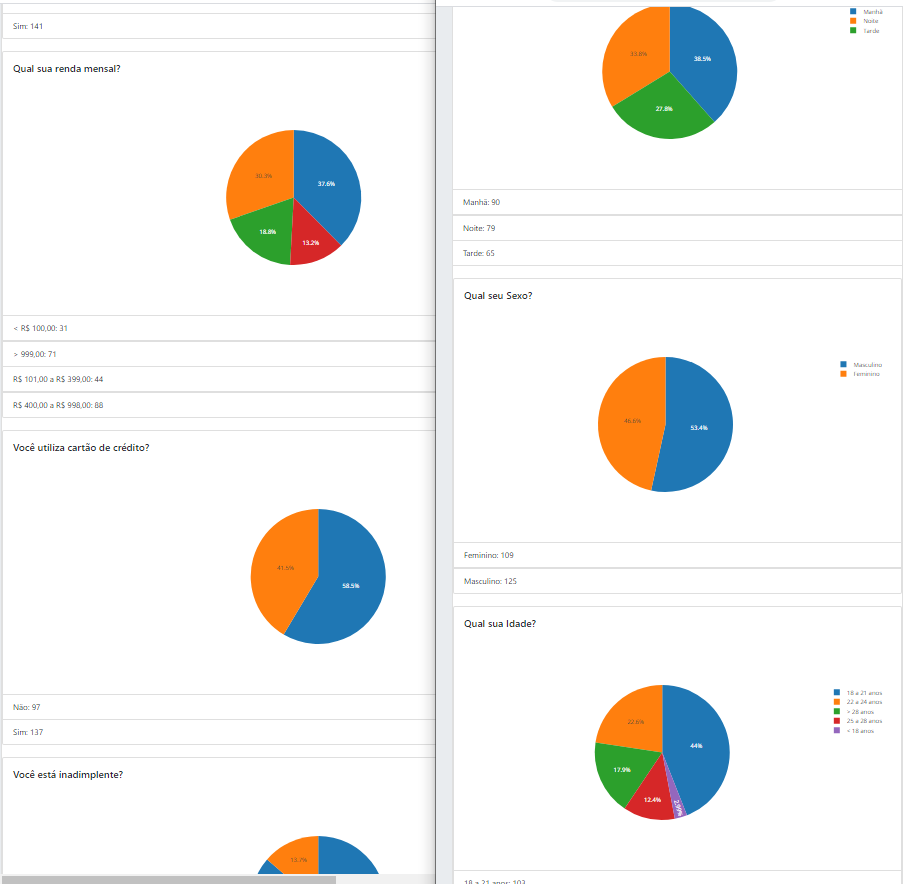 Sim: 141
Qual sua renda mensal?
30.3%
37.6%
18.8%
13.2%
< R$ 100,00: 31
> 999,00: 71
R$ 101,00 a R$ 399,00: 44
R$ 400,00 a R$ 998,00: 88
Você utiliza cartão de crédito?
41.5%
58.5%
Não: 97
Sim: 137
Você está inadimplente?
13.7%
Manhã
Noite
Tarde
33.8%
38.5%
27.8%
Manhã: 90
Noite: 79
Tarde: 65
Qual seu Sexo?
Masculino
Feminino
46.6%
53.4%
Feminino: 109
Masculino: 125
Qual sua Idade?
18 a 21 anos
22 a 24 anos
> 28 anos
25 a 28 anos
< 18 anos
22.6%
44%
17.9%
12.4%
2.99%
18 a 21 anos: 103